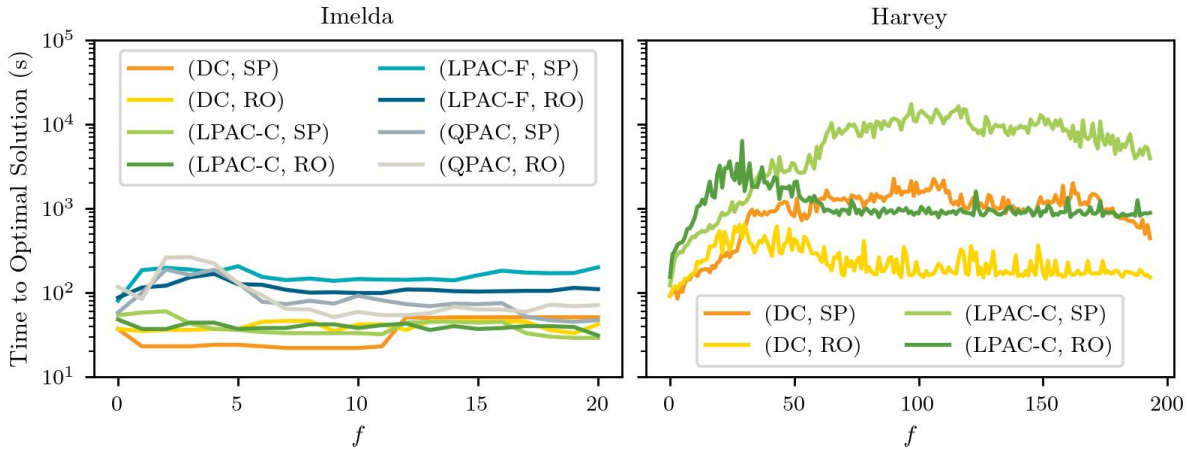 Imelda
Harvey
Time to Optimal Solution (s)
10^5
10^4
10^3
10^2
10^1
(DC, SP)
(DC, RO)
(LPAC-C, SP)
(LPAC-C, RO)
(LPAC-F, SP)
(LPAC-F, RO)
(QPAC, SP)
(QPAC, RO)
(DC, SP)
(DC, RO)
(LPAC-C, SP)
(LPAC-C, RO)
0 5 10 15 20
0 50 100 150 200
f
f